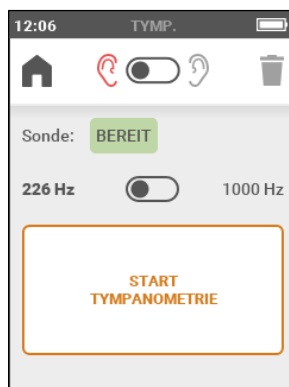 12:06 TYMP.
Sonde: BEREIT
226 Hz 1000 Hz
START
TYMPANOMETRIE